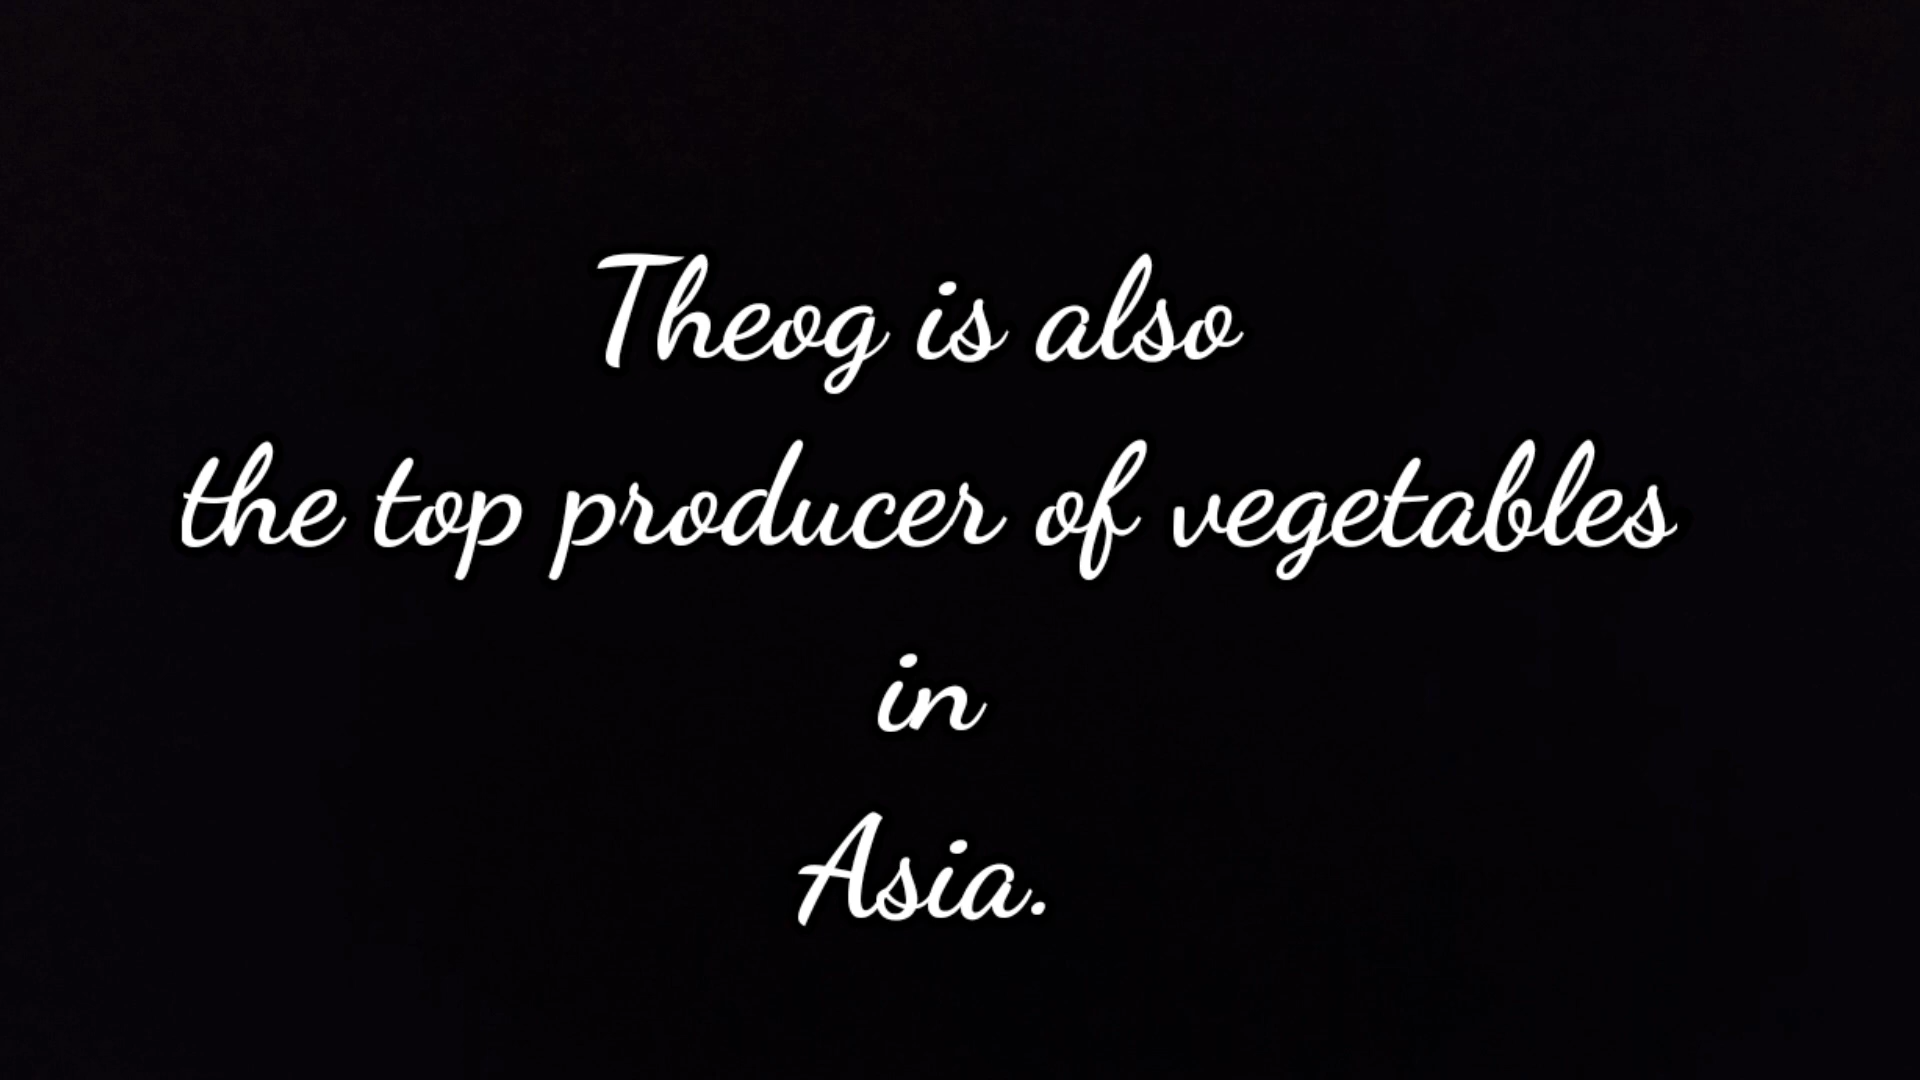 Theog is also
the top producer of vegetables
in
Asia.